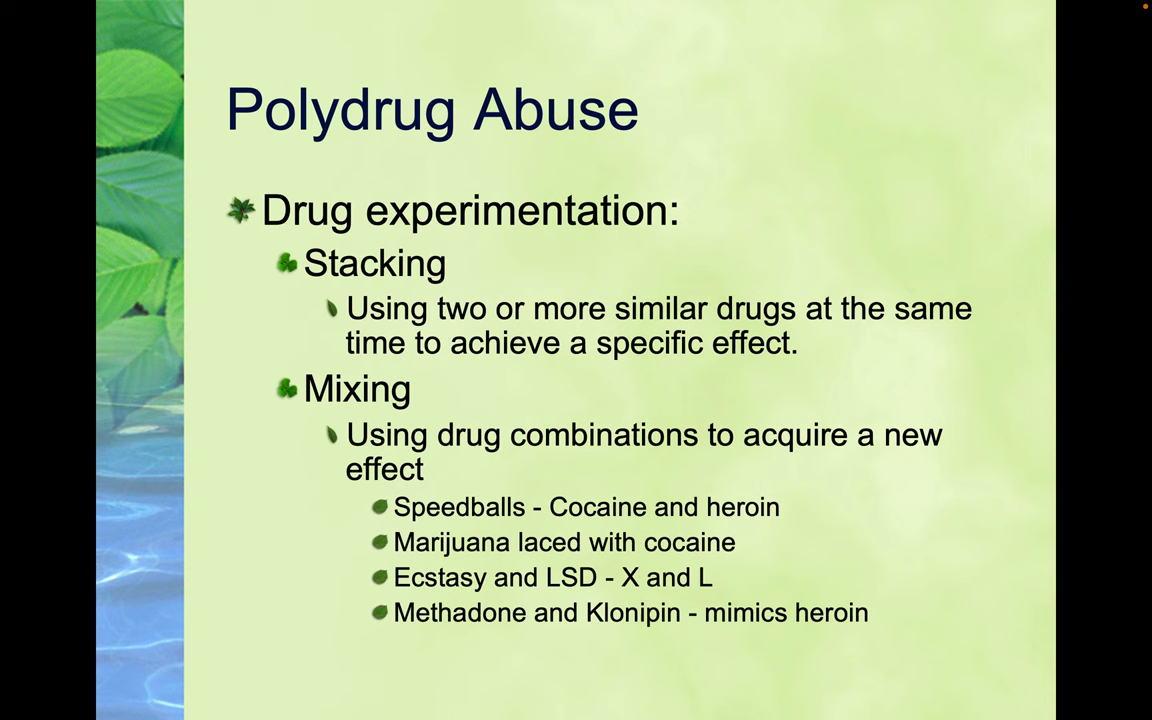 Polydrug Abuse
Drug experimentation:
Stacking
Using two or more similar drugs at the same
time to achieve a specific effect.
Mixing
Using drug combinations to acquire a new
effect
Speedballs - Cocaine and heroin
Marijuana laced with cocaine
Ecstasy and LSD - X and L
Methadone and Klonipin - mimics heroin